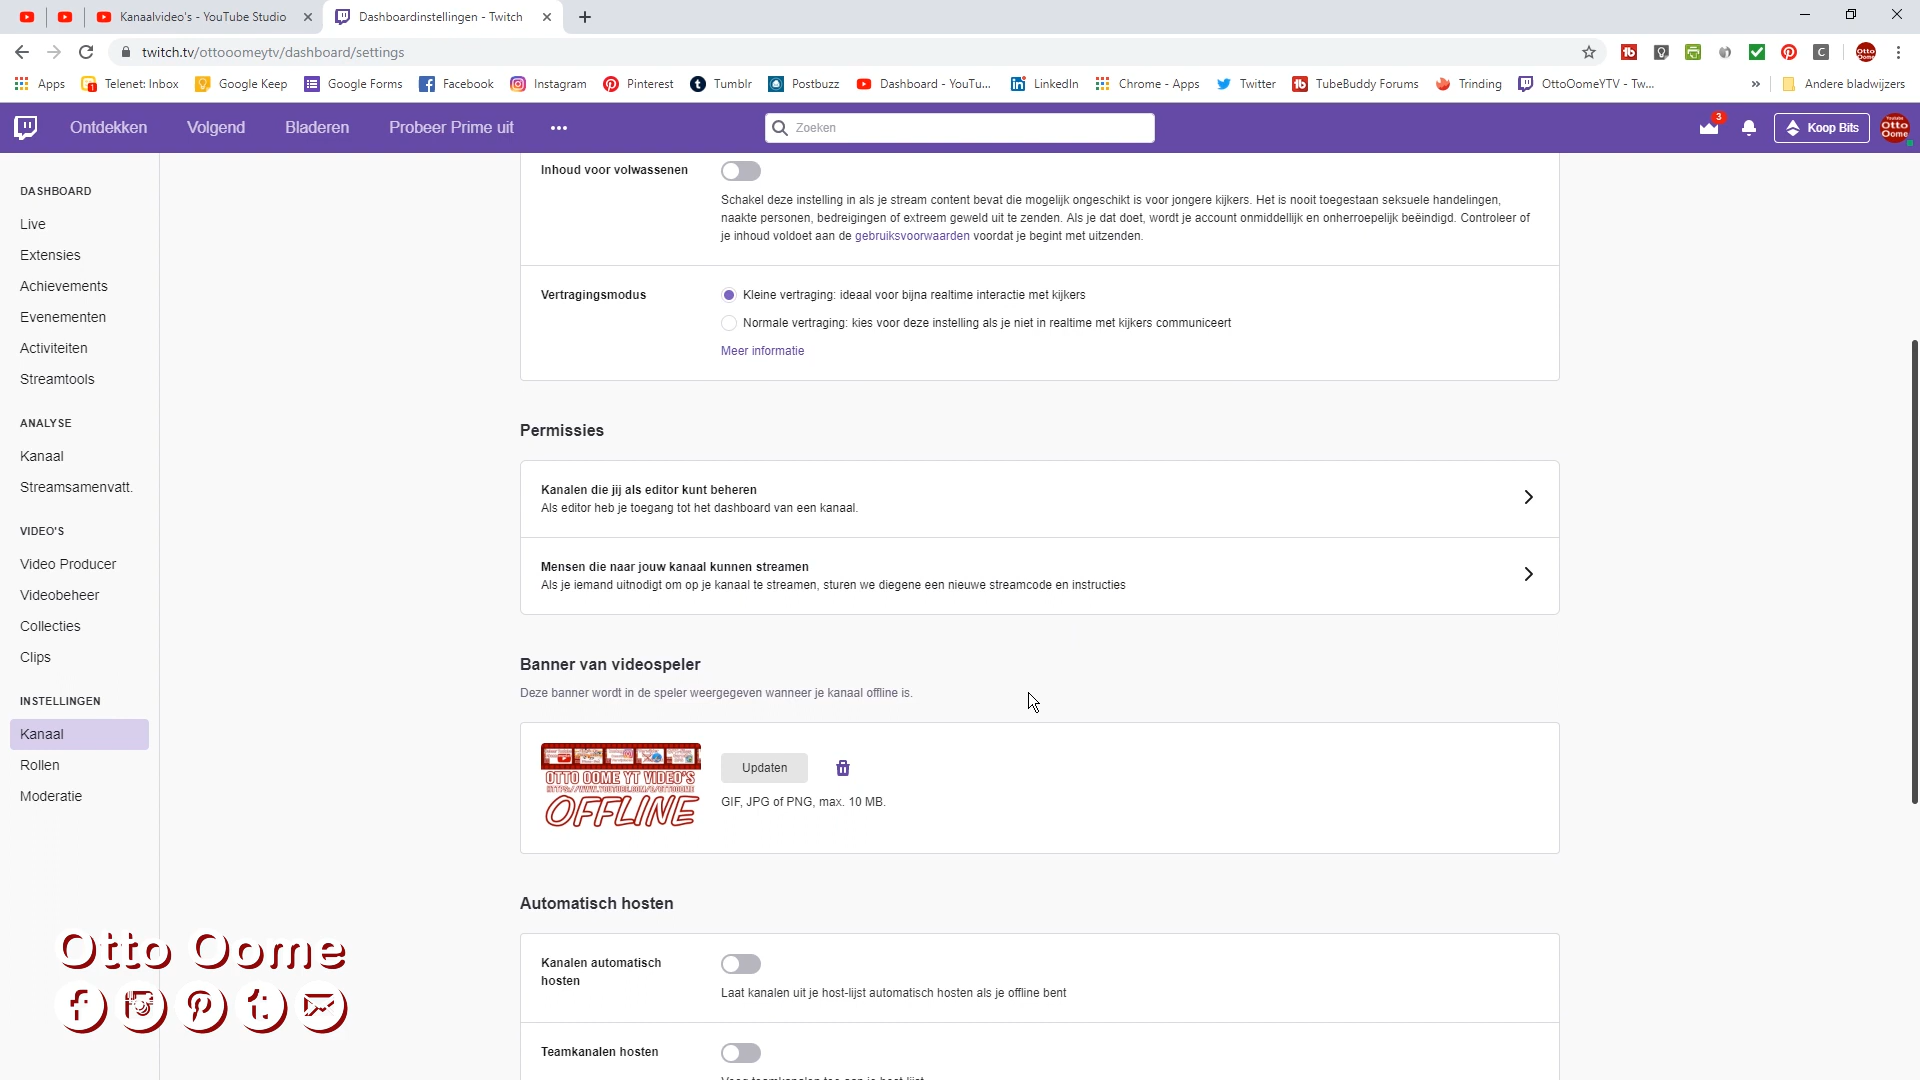 Kanaalvideo's - YouTube Studio
Dashboardinstellingen - Twitch
twitch.tv/ottooomeytv/dashboard/settings
Apps
Telenet: Inbox
Google Keep
Google Forms
Facebook
Instagram
Pinterest
Tumblr
Postbuzz
Dashboard - YouTu...
LinkedIn
Chrome - Apps
Twitter
TubeBuddy Forums
Trinding
OttoOomeYTV - Tw...
»
Andere bladwijzers
Ontdekken
Volgend
Bladeren
Probeer Prime uit
Zoeken
3
Koop Bits
Otto
Oome
DASHBOARD
Live
Extensies
Achievements
Evenementen
Activiteiten
Streamtools
ANALYSE
Kanaal
Streamsamenvatt.
VIDEO'S
Video Producer
Videobeheer
Collecties
Clips
INSTELLINGEN
Kanaal
Rollen
Moderatie
Inhoud voor volwassenen
Schakel deze instelling in als je stream content bevat die mogelijk ongeschikt is voor jongere kijkers. Het is nooit toegestaan seksuele handelingen,
naakte personen, bedreigingen of extreem geweld uit te zenden. Als je dat doet, wordt je account onmiddellijk en onherroepelijk beëindigd. Controleer of
je inhoud voldoet aan de gebruiksvoorwaarden voordat je begint met uitzenden.
Vertragingsmodus
Kleine vertraging: ideaal voor bijna realtime interactie met kijkers
Normale vertraging: kies voor deze instelling als je niet in realtime met kijkers communiceert
Meer informatie
Permissies
Kanalen die jij als editor kunt beheren
Als editor heb je toegang tot het dashboard van een kanaal.
Mensen die naar jouw kanaal kunnen streamen
Als je iemand uitnodigt om op je kanaal te streamen, sturen we diegene een nieuwe streamcode en instructies
Banner van videospeler
Deze banner wordt in de speler weergegeven wanneer je kanaal offline is.
OTTO OOME YT VIDEO'S
OFFLINE
Updaten
GIF, JPG of PNG, max. 10 MB.
Automatisch hosten
Kanalen automatisch
hosten
Laat kanalen uit je host-lijst automatisch hosten als je offline bent
Teamkanalen hosten
Otto Oome